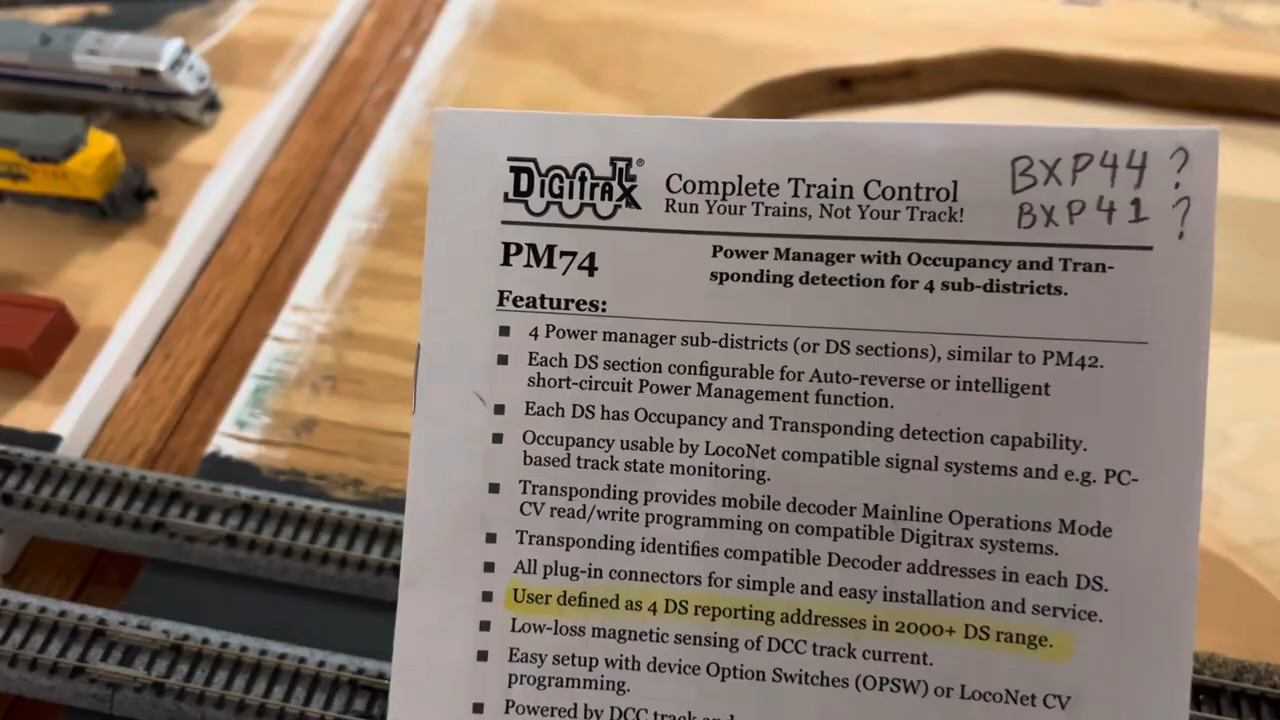 DIGITRAX®
Complete Train Control
Run Your Trains, Not Your Track!
BXP44 ?
BXP41 ?
PM74
Power Manager with Occupancy and Tran-
sponding detection for 4 sub-districts.
Features:
■ 4 Power manager sub-districts (or DS sections), similar to PM42.
■ Each DS section configurable for Auto-reverse or intelligent
short-circuit Power Management function.
■ Each DS has Occupancy and Transponding detection capability.
■ Occupancy usable by LocoNet compatible signal systems and e.g. PC-
based track state monitoring.
■ Transponding provides mobile decoder Mainline Operations Mode
CV read/write programming on compatible Digitrax systems.
■ Transponding identifies compatible Decoder addresses in each DS.
■ All plug-in connectors for simple and easy installation and service.
■ User defined as 4 DS reporting addresses in 2000+ DS range.
■ Low-loss magnetic sensing of DCC track current.
■ Easy setup with device Option Switches (OPSW) or LocoNet CV
programming.
■ Powered by DCC track and